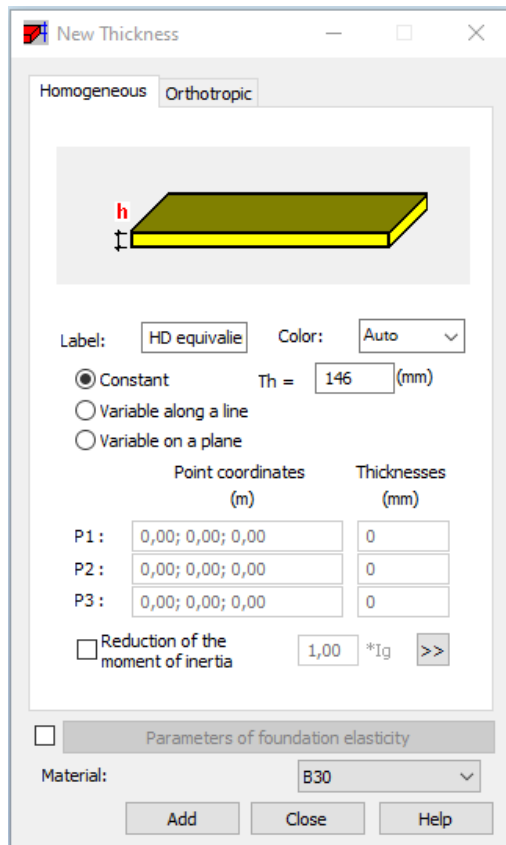 New Thickness
Homogeneous Orthotropic
h
Label: HD equivalie Color: Auto
Constant Th = 146 (mm)
Variable along a line
Variable on a plane
Point coordinates Thicknesses
(m) (mm)
P1 : 0,00; 0,00; 0,00 0
P2 : 0,00; 0,00; 0,00 0
P3 : 0,00; 0,00; 0,00 0
Reduction of the
moment of inertia 1,00 *Ig >>
Parameters of foundation elasticity
Material: B30
Add Close Help